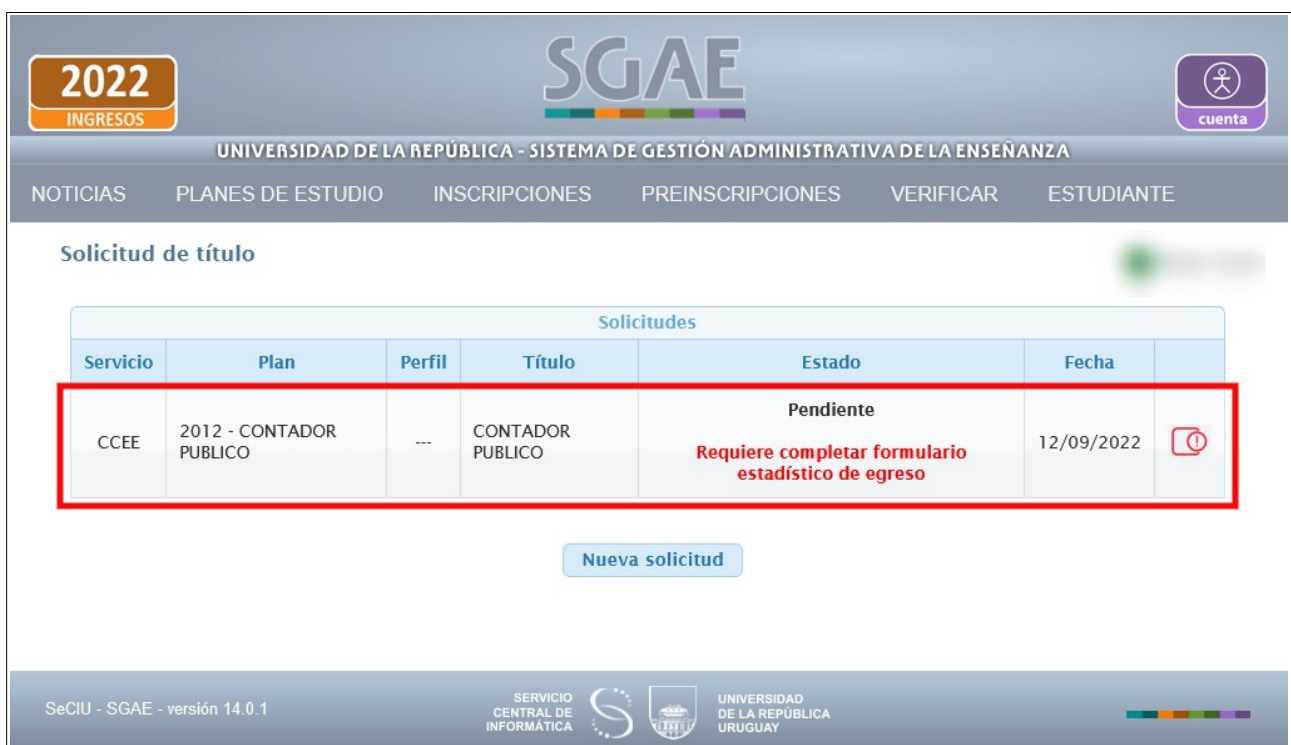 2022
INGRESOS
SGAE
cuenta
UNIVERSIDAD DE LA REPÚBLICA - SISTEMA DE GESTIÓN ADMINISTRATIVA DE LA ENSEÑANZA
NOTICIAS PLANES DE ESTUDIO INSCRIPCIONES PREINSCRIPCIONES VERIFICAR ESTUDIANTE
Solicitud de título
Solicitudes
Servicio Plan Perfil Título Estado Fecha
CCEE 2012 - CONTADOR PUBLICO --- CONTADOR PUBLICO Pendiente Requiere completar formulario estadístico de egreso 12/09/2022
Nueva solicitud
SeCIU - SGAE - versión 14.0.1
SERVICIO
CENTRAL DE
INFORMÁTICA
UNIVERSIDAD
DE LA REPÚBLICA
URUGUAY